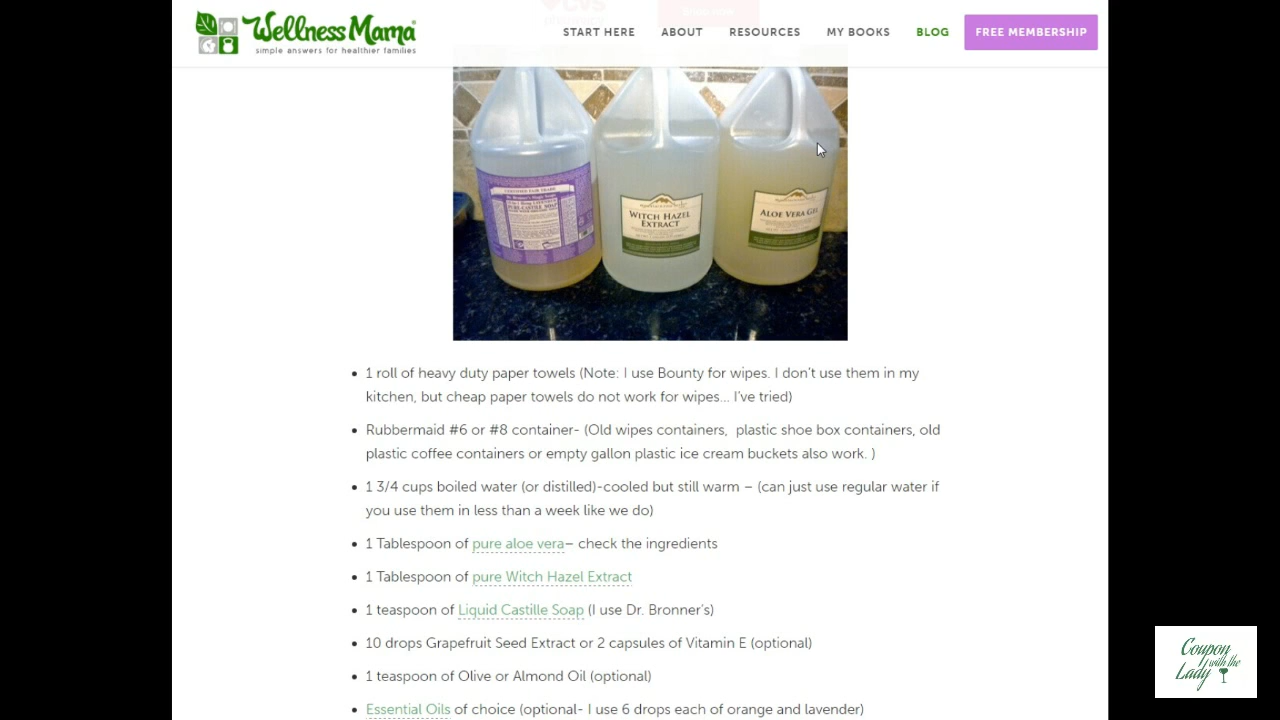 CVS
Wellness Mama
simple answers for healthier families
START HERE ABOUT RESOURCES MY BOOKS BLOG FREE MEMBERSHIP
PURE-CASTILE SOAP
WITCH HAZEL
EXTRACT
ALOE VERA GEL
• 1 roll of heavy duty paper towels (Note: I use Bounty for wipes. I don't use them in my
kitchen, but cheap paper towels do not work for wipes... I've tried)
• Rubbermaid #6 or #8 container- (Old wipes containers, plastic shoe box containers, old
plastic coffee containers or empty gallon plastic ice cream buckets also work. )
• 1 3/4 cups boiled water (or distilled)-cooled but still warm – (can just use regular water if
you use them in less than a week like we do)
• 1 Tablespoon of pure aloe vera– check the ingredients
• 1 Tablespoon of pure Witch Hazel Extract
• 1 teaspoon of Liquid Castille Soap (I use Dr. Bronner's)
• 10 drops Grapefruit Seed Extract or 2 capsules of Vitamin E (optional)
• 1 teaspoon of Olive or Almond Oil (optional)
• Essential Oils of choice (optional- I use 6 drops each of orange and lavender)
Coupon
with the
Lady